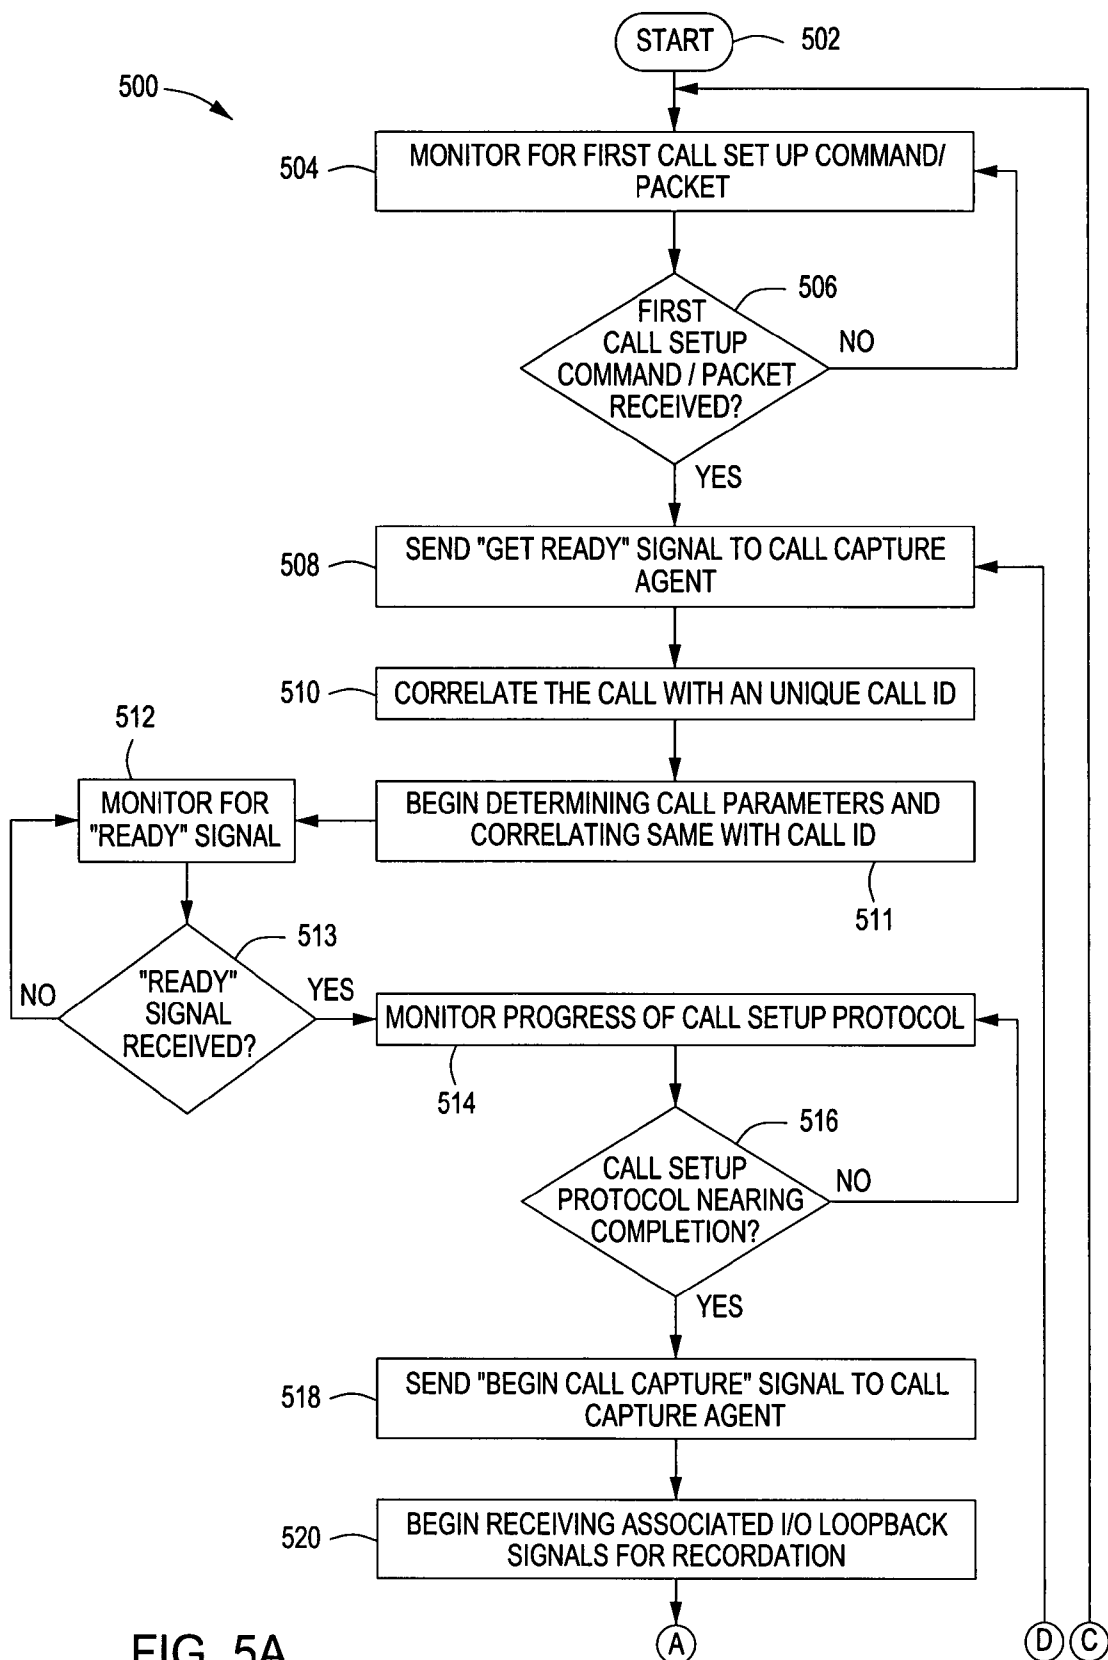 START
502
500
MONITOR FOR FIRST CALL SET UP COMMAND/
PACKET
504
506
FIRST
CALL SETUP
COMMAND / PACKET
RECEIVED?
NO
YES
SEND "GET READY" SIGNAL TO CALL CAPTURE
AGENT
508
510
CORRELATE THE CALL WITH AN UNIQUE CALL ID
512
MONITOR FOR
"READY" SIGNAL
BEGIN DETERMINING CALL PARAMETERS AND
CORRELATING SAME WITH CALL ID
511
513
"READY"
SIGNAL
RECEIVED?
NO
YES
MONITOR PROGRESS OF CALL SETUP PROTOCOL
514
516
CALL SETUP
PROTOCOL NEARING
COMPLETION?
NO
YES
SEND "BEGIN CALL CAPTURE" SIGNAL TO CALL
CAPTURE AGENT
518
520
BEGIN RECEIVING ASSOCIATED I/O LOOPBACK
SIGNALS FOR RECORDATION
A
D
C
FIG. 5A